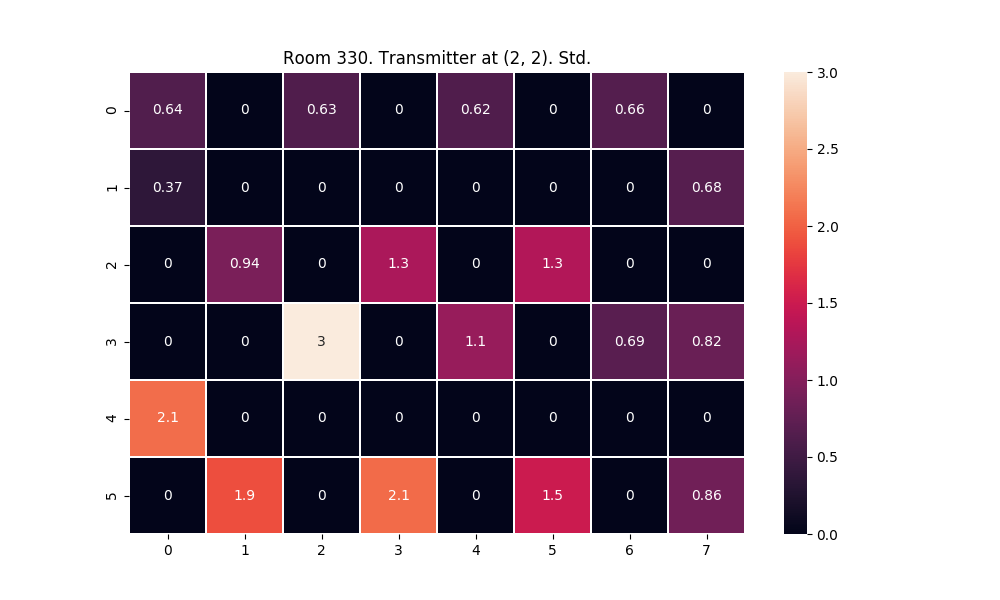 Room 330. Transmitter at (2, 2). Std.
0 0.64 0 0.63 0 0.62 0 0.66 0
1 0.37 0 0 0 0 0 0 0.68
2 0 0.94 0 1.3 0 1.3 0 0
3 0 0 3 0 1.1 0 0.69 0.82
4 2.1 0 0 0 0 0 0 0
5 0 1.9 0 2.1 0 1.5 0 0.86
0 1 2 3 4 5 6 7
3.0
2.5
2.0
1.5
1.0
0.5
0.0